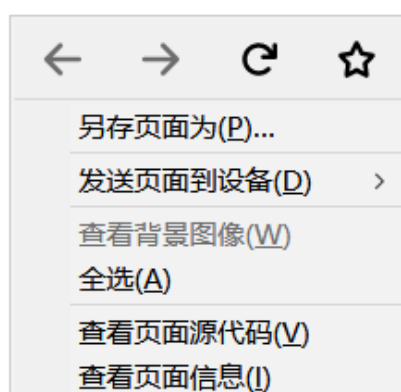 另存页面为(P)...
发送页面到设备(D)
查看背景图像(W)
全选(A)
查看页面源代码(V)
查看页面信息(I)